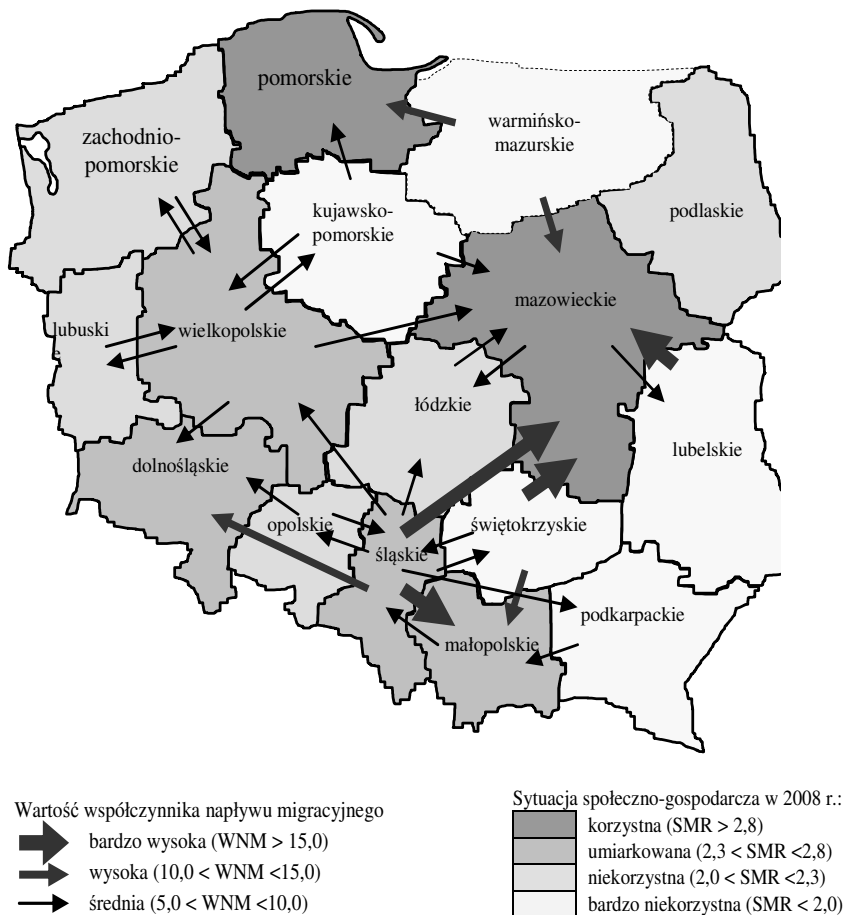 pomorskie
zachodnio-
pomorskie
warmińsko-
mazurskie
kujawsko-
pomorskie
podlaskie
mazowieckie
lubuski
e
wielkopolskie
łódzkie
lubelskie
dolnośląskie
opolskie
świętokrzyskie
śląskie
podkarpackie
małopolskie
Wartość współczynnika napływu migracyjnego
bardzo wysoka (WNM > 15,0)
wysoka (10,0 < WNM <15,0)
średnia (5,0 < WNM <10,0)
Sytuacja społeczno-gospodarcza w 2008 r.:
korzystna (SMR > 2,8)
umiarkowana (2,3 < SMR <2,8)
niekorzystna (2,0 < SMR <2,3)
bardzo niekorzystna (SMR < 2,0)